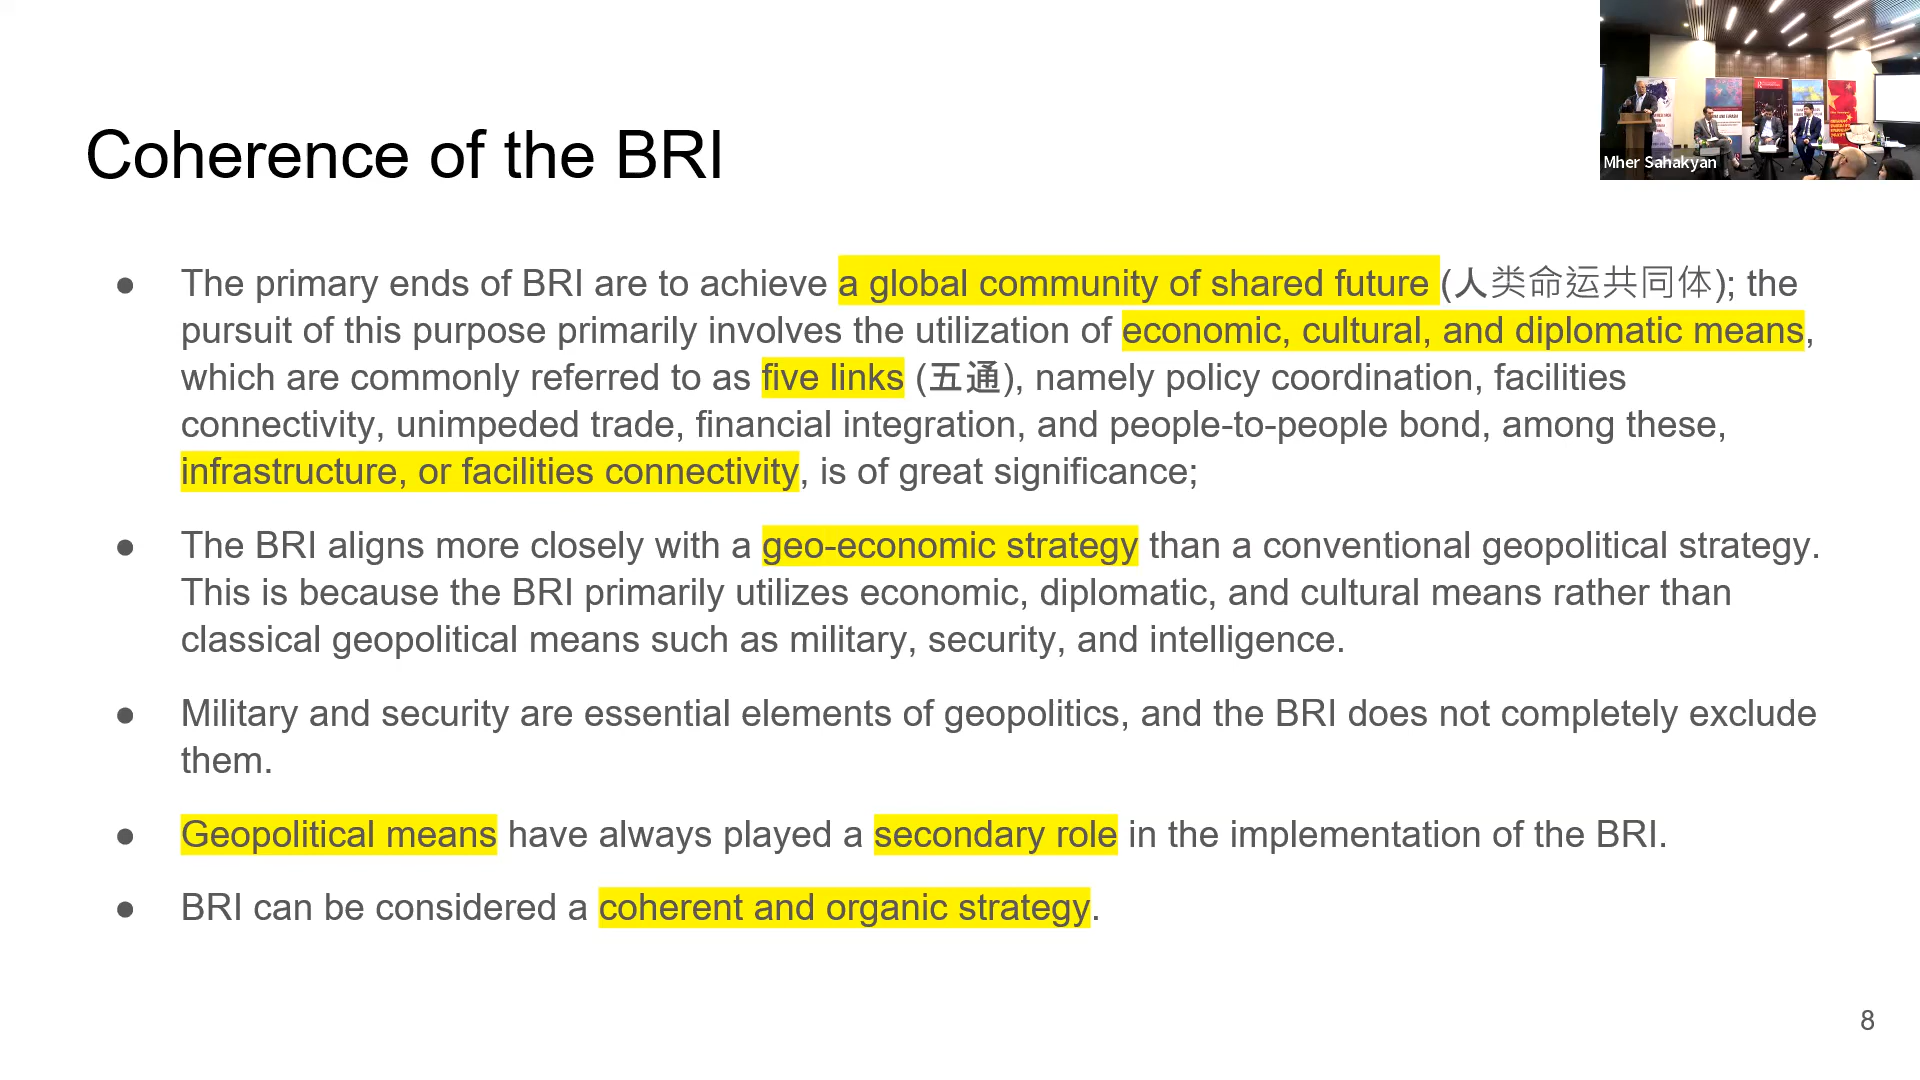 Mher Sahakyan
Coherence of the BRI
● The primary ends of BRI are to achieve a global community of shared future (人类命运共同体); the
pursuit of this purpose primarily involves the utilization of economic, cultural, and diplomatic means,
which are commonly referred to as five links (五通), namely policy coordination, facilities
connectivity, unimpeded trade, financial integration, and people-to-people bond, among these,
infrastructure, or facilities connectivity, is of great significance;
● The BRI aligns more closely with a geo-economic strategy than a conventional geopolitical strategy.
This is because the BRI primarily utilizes economic, diplomatic, and cultural means rather than
classical geopolitical means such as military, security, and intelligence.
● Military and security are essential elements of geopolitics, and the BRI does not completely exclude
them.
● Geopolitical means have always played a secondary role in the implementation of the BRI.
● BRI can be considered a coherent and organic strategy.
8